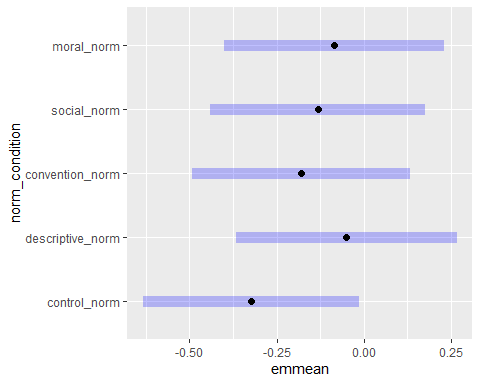 moral_norm
social_norm
convention_norm
descriptive_norm
control_norm
norm_condition
-0.50
-0.25
0.00
0.25
emmean